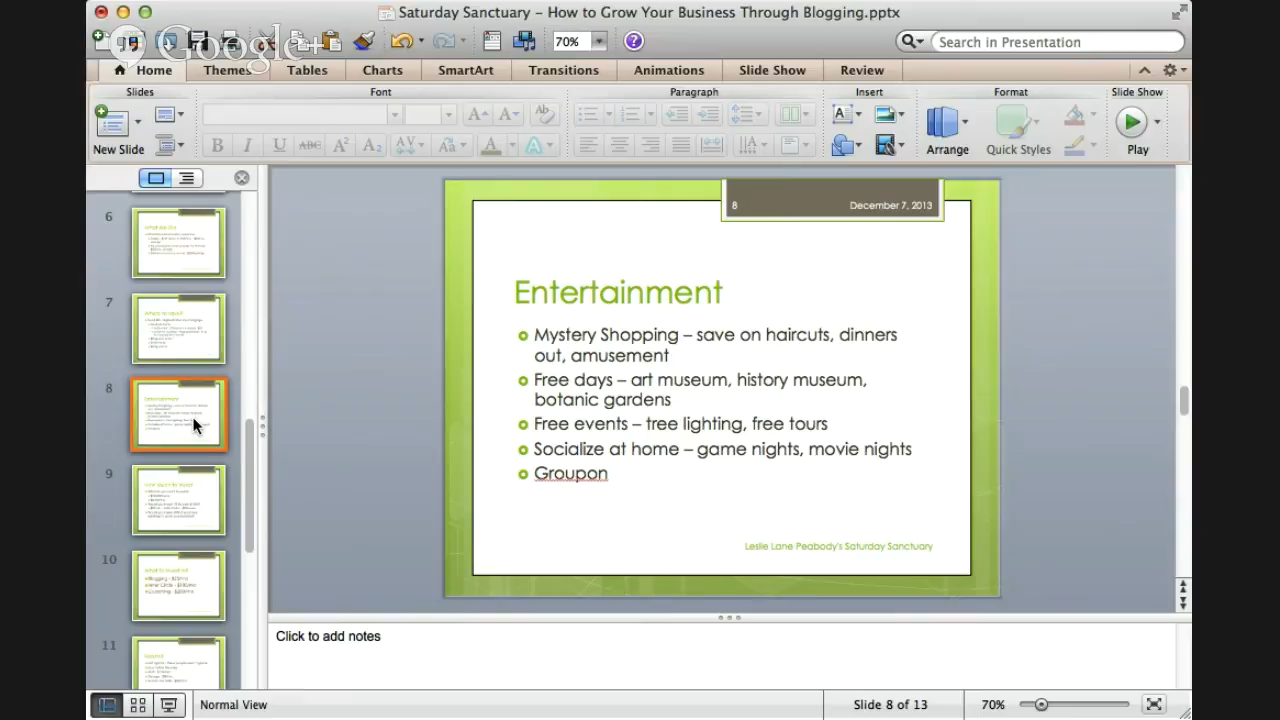 Saturday Sanctuary – How to Grow Your Business Through Blogging.pptx
Google+
70%
Search in Presentation
Home Themes Tables Charts SmartArt Transitions Animations Slide Show Review
Slides Font Paragraph Insert Format Slide Show
New Slide
Arrange Quick Styles Play
6
7
8
Entertainment
9
10
11
8 December 7, 2013
Entertainment
Mystery Shopping – save on haircuts, dinners
out, amusement
Free days – art museum, history museum,
botanic gardens
Free events – tree lighting, free tours
Socialize at home – game nights, movie nights
Groupon
Leslie Lane Peabody's Saturday Sanctuary
Click to add notes
Normal View Slide 8 of 13 70%